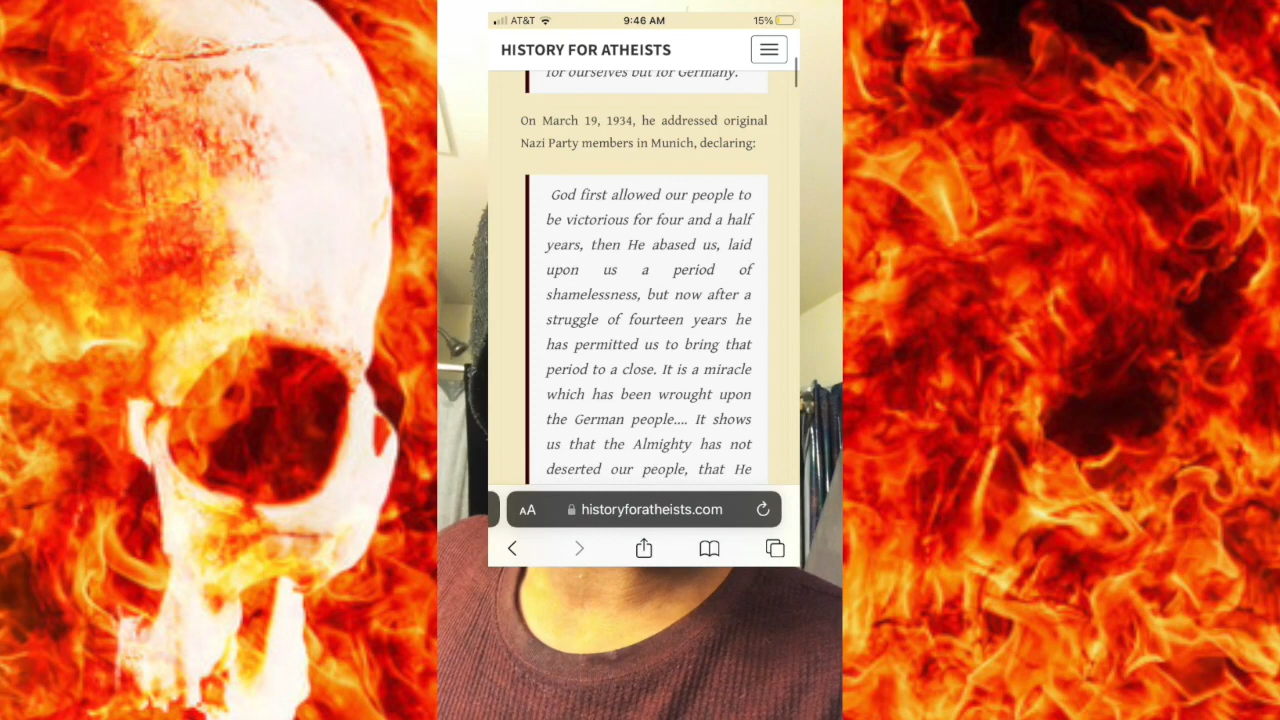 AT&T 9:46 AM 15%
HISTORY FOR ATHEISTS
for ourselves but for Germany.
On March 19, 1934, he addressed original
Nazi Party members in Munich, declaring:
God first allowed our people to
be victorious for four and a half
years, then He abased us, laid
upon us a period of
shamelessness, but now after a
struggle of fourteen years he
has permitted us to bring that
period to a close. It is a miracle
which has been wrought upon
the German people.... It shows
us that the Almighty has not
deserted our people, that He
AA historyforatheists.com